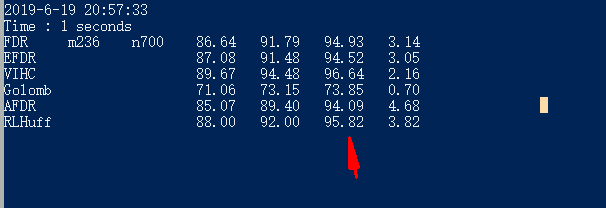 2019-6-19 20:57:33
Time : 1 seconds
FDR m236 n700 86.64 91.79 94.93 3.14
EFDR 87.08 91.48 94.52 3.05
VIHC 89.67 94.48 96.64 2.16
Golomb 71.06 73.15 73.85 0.70
AFDR 85.07 89.40 94.09 4.68
RLHuff 88.00 92.00 95.82 3.82